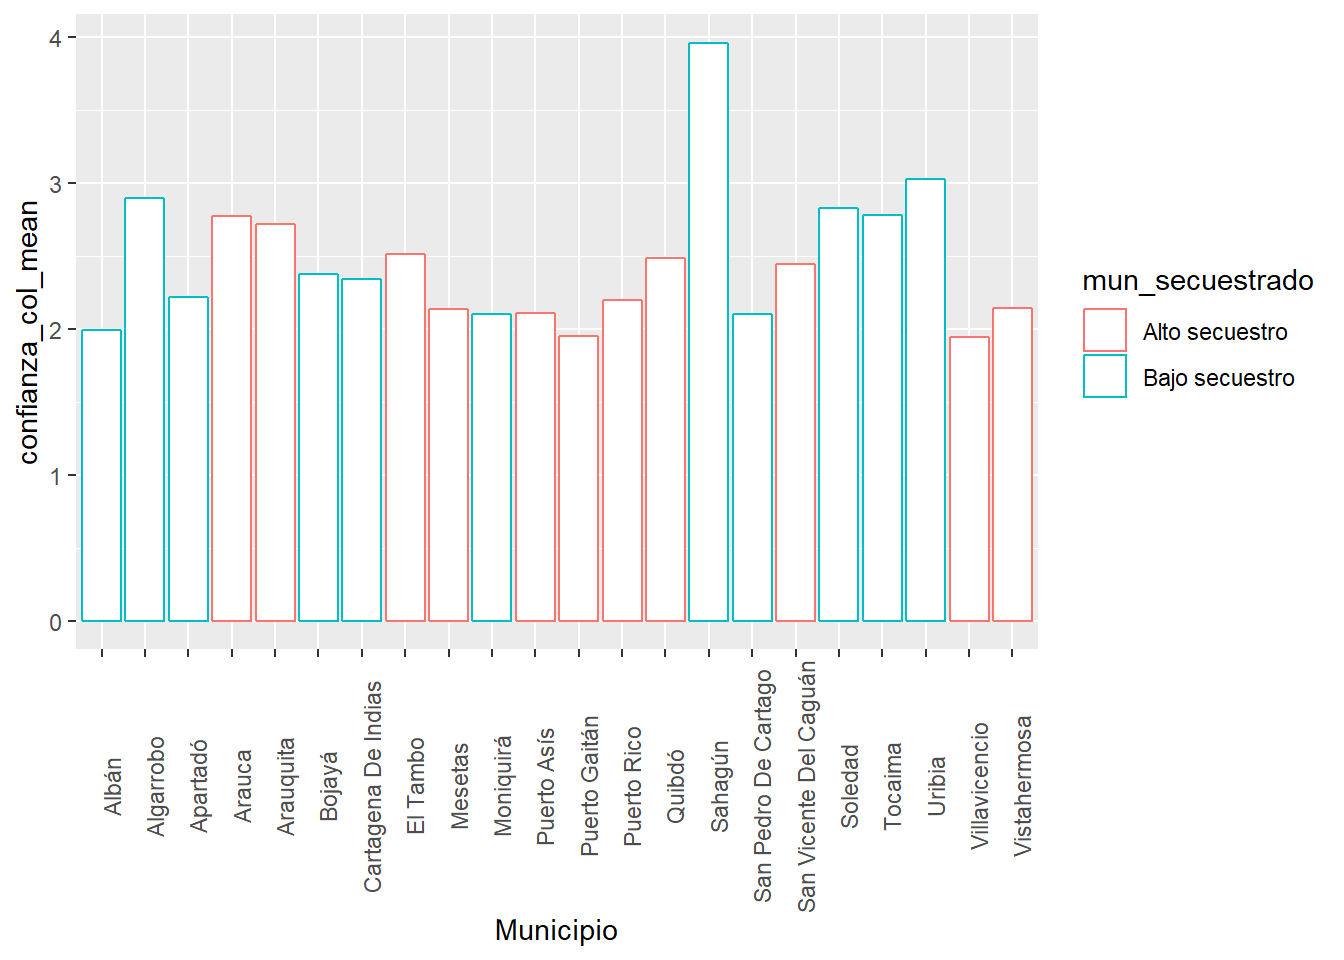 4
3
2
1
0
confianza_col_mean
Albán
Algarrobo
Apartadó
Arauca
Arauquita
Bojayá
Cartagena De Indias
El Tambo
Mesetas
Moniquirá
Puerto Asís
Puerto Gaitán
Puerto Rico
Quibdó
Sahagún
San Pedro De Cartago
San Vicente Del Caguán
Soledad
Tocaima
Uribia
Villavicencio
Vistahermosa
Municipio
mun_secuestrado
Alto secuestro
Bajo secuestro